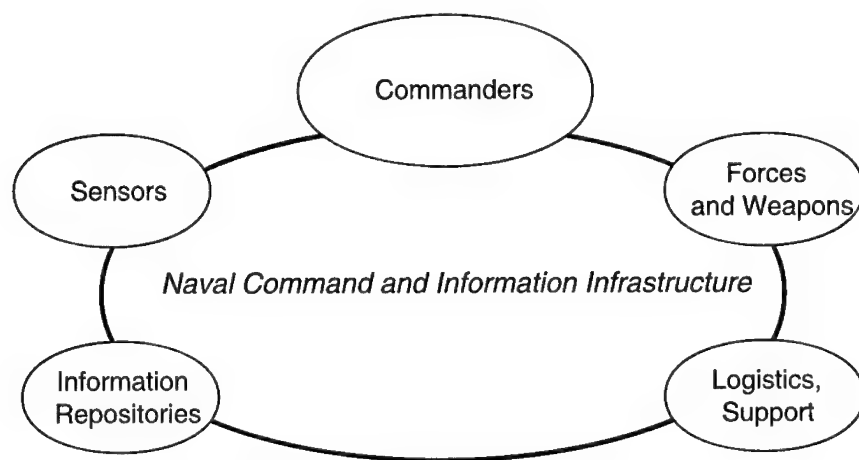 Commanders
Sensors
Forces
and Weapons
Naval Command and Information Infrastructure
Information
Repositories
Logistics,
Support